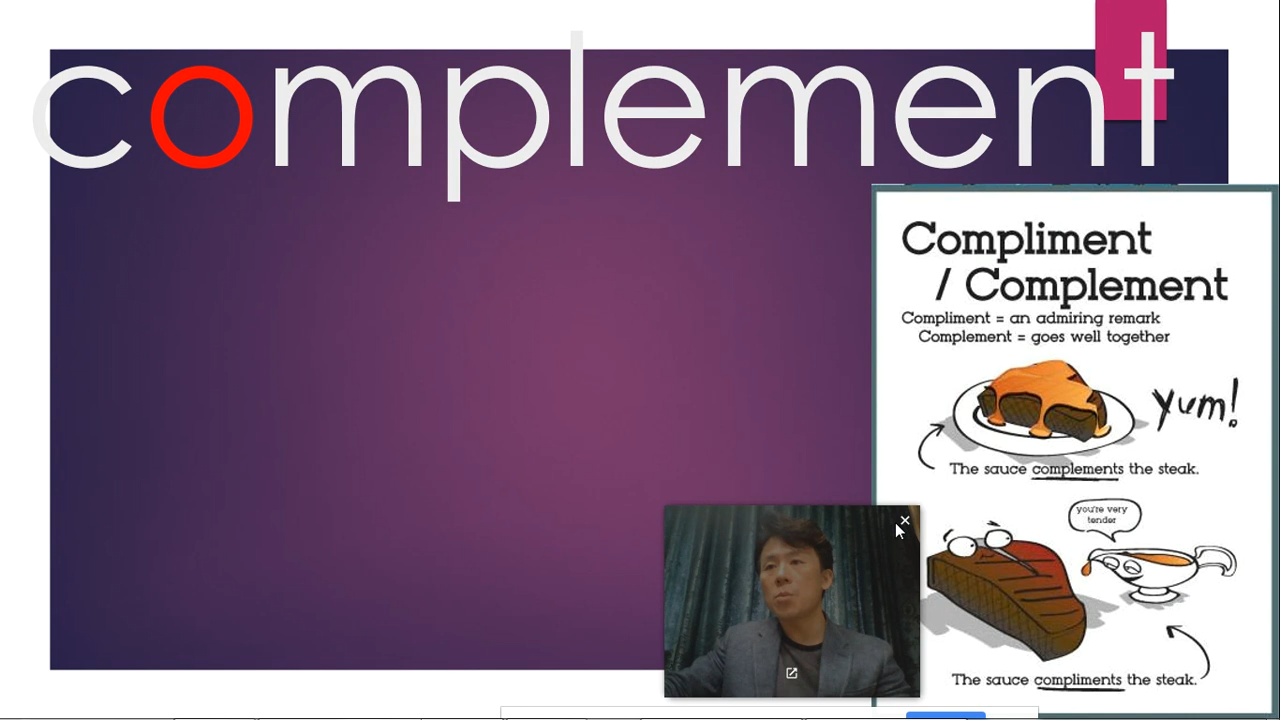 complement
Compliment
/ Complement
Compliment = an admiring remark
Complement = goes well together
yum!
The sauce complements the steak.
you're very
tender
The sauce compliments the steak.